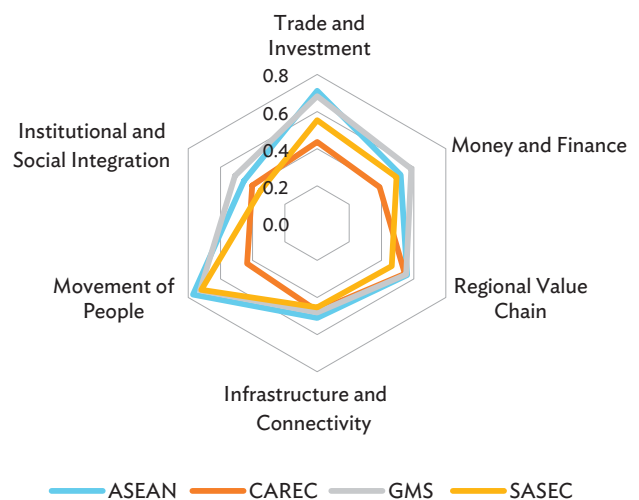 Trade and
Investment
0.8
0.6
0.4
0.2
0.0
Institutional and
Social Integration
Money and Finance
Movement of
People
Regional Value
Chain
Infrastructure and
Connectivity
ASEAN CAREC GMS SASEC